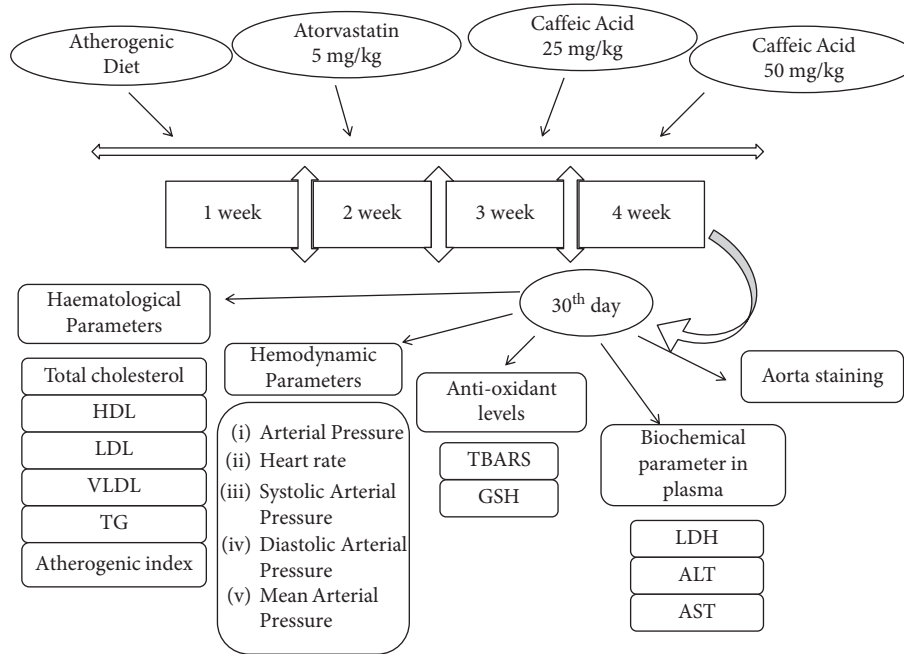 Atherogenic
Diet
Atorvastatin
5 mg/kg
Caffeic Acid
25 mg/kg
Caffeic Acid
50 mg/kg
1 week
2 week
3 week
4 week
30th day
Haematological
Parameters
Total cholesterol
HDL
LDL
VLDL
TG
Atherogenic index
Hemodynamic
Parameters
(i) Arterial Pressure
(ii) Heart rate
(iii) Systolic Arterial
Pressure
(iv) Diastolic Arterial
Pressure
(v) Mean Arterial
Pressure
Anti-oxidant
levels
TBARS
GSH
Biochemical
parameter in
plasma
LDH
ALT
AST
Aorta staining